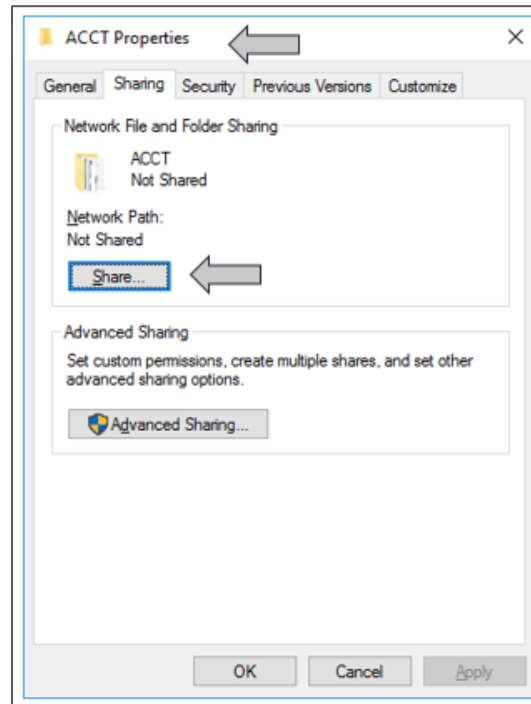 ACCT Properties
General Sharing Security Previous Versions Customize
Network File and Folder Sharing
ACCT
Not Shared
Network Path:
Not Shared
Share...
Advanced Sharing
Set custom permissions, create multiple shares, and set other
advanced sharing options.
Advanced Sharing...
OK Cancel Apply